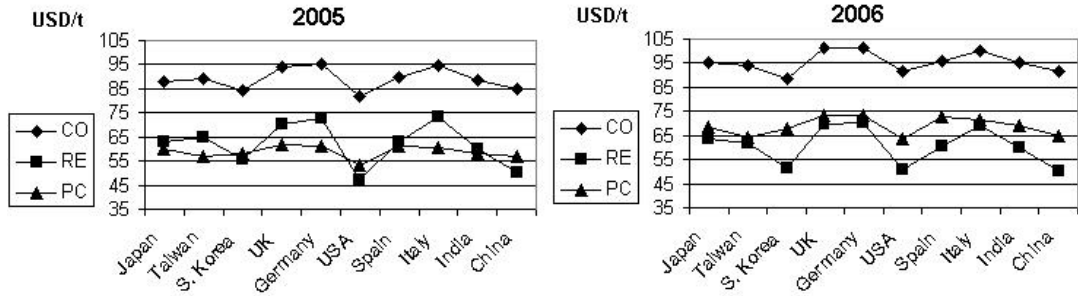 USD/t 2005
105
95
85
75
65
55
45
35
CO
RE
PC
Japan
Taiwan
S. Korea
UK
Germany
USA
Spain
Italy
India
China
USD/t 2006
105
95
85
75
65
55
45
35
CO
RE
PC
Japan
Taiwan
S. Korea
UK
Germany
USA
Spain
Italy
India
China